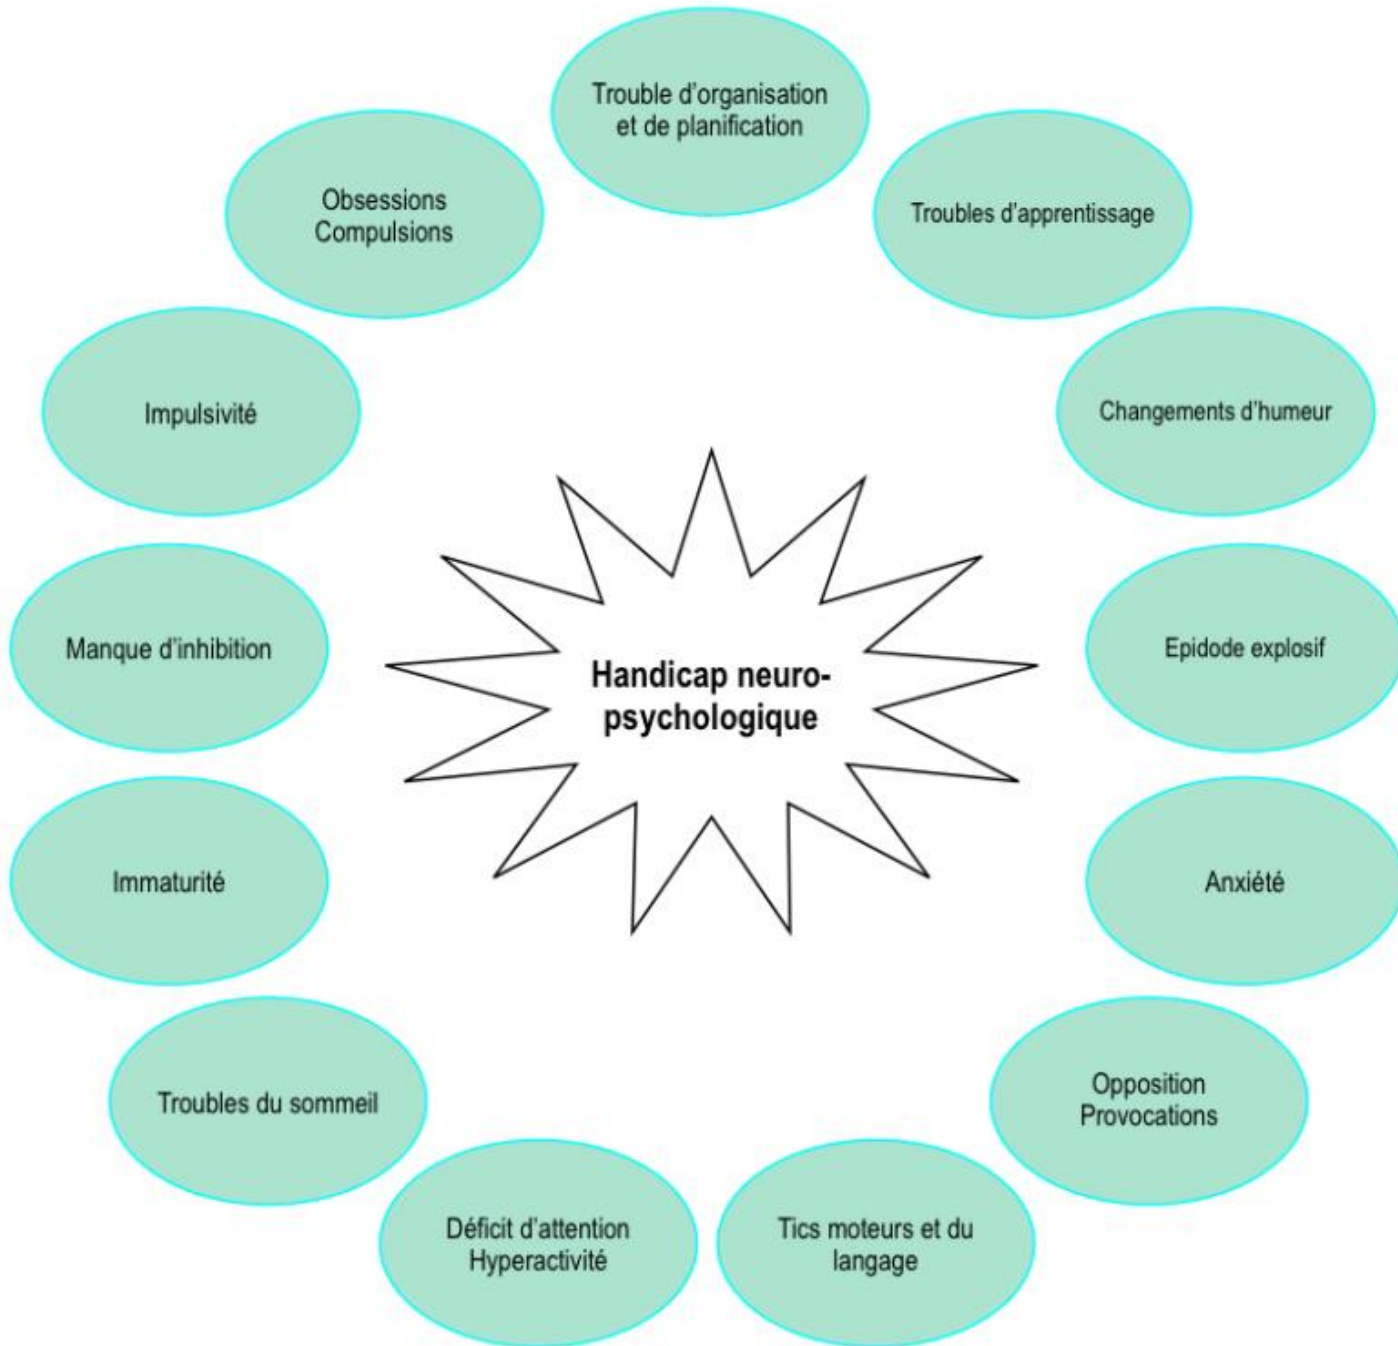 Trouble d'organisation
et de planification
Troubles d'apprentissage
Changements d'humeur
Epidode explosif
Anxiété
Opposition
Provocations
Tics moteurs et du
langage
Déficit d'attention
Hyperactivité
Troubles du sommeil
Immaturité
Manque d'inhibition
Impulsivité
Obsessions
Compulsions
Handicap neuro-
psychologique